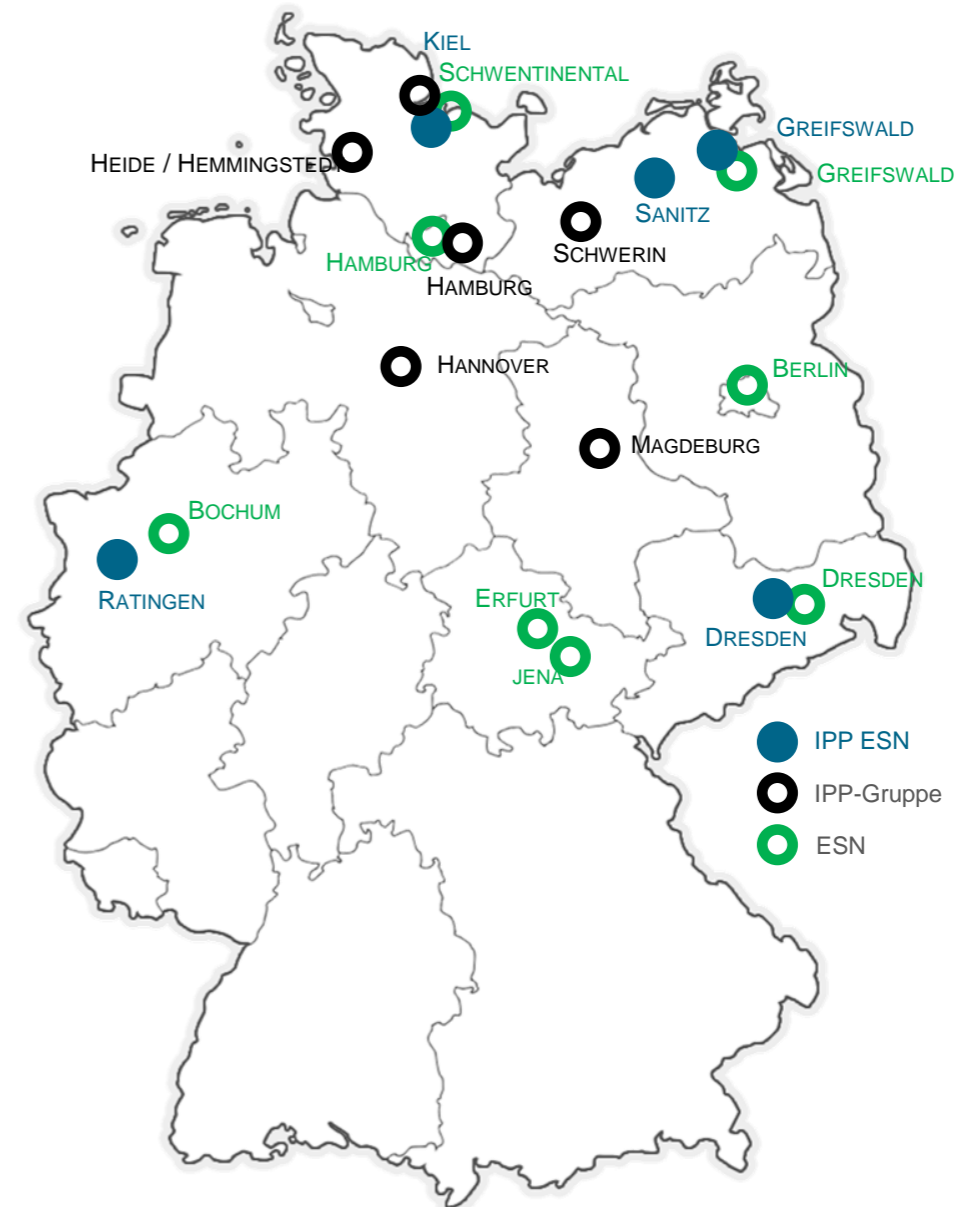 KIEL
SCHWENTINENTAL
GREIFSWALD
HEIDE / HEMMINGSTEDT
GREIFSWALD
SANITZ
SCHWERIN
HAMBURG
HAMBURG
HANNOVER
BERLIN
MAGDEBURG
BOCHUM
DRESDEN
RATINGEN
ERFURT
DRESDEN
JENA
IPP ESN
IPP-Gruppe
ESN